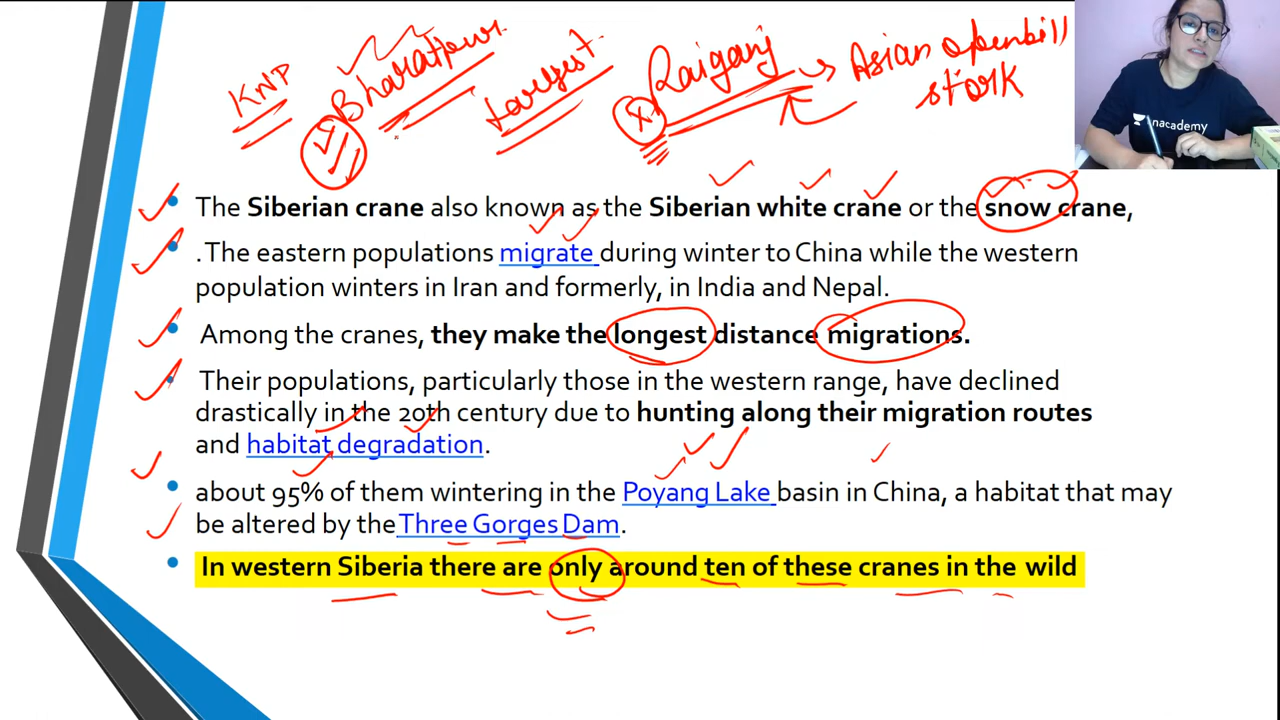 KNP
Bharatpur
Largest
Raiganj
Asian openbill
stork
unacademy
The Siberian crane also known as the Siberian white crane or the snow crane,
.The eastern populations migrate during winter to China while the western
population winters in Iran and formerly, in India and Nepal.
Among the cranes, they make the longest distance migrations.
Their populations, particularly those in the western range, have declined
drastically in the 20th century due to hunting along their migration routes
and habitat degradation.
about 95% of them wintering in the Poyang Lake basin in China, a habitat that may
be altered by the Three Gorges Dam.
In western Siberia there are only around ten of these cranes in the wild